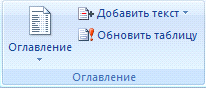 Оглавление
Добавить текст
Обновить таблицу
Оглавление